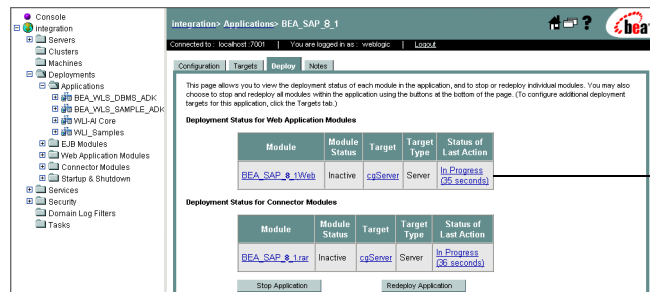 Console
integration
Servers
Clusters
Machines
Deployments
Applications
BEA_WLS_DBMS_ADK
BEA_WLS_SAMPLE_ADK
WLI-AI Core
WLI_Samples
EJB Modules
Web Application Modules
Connector Modules
Startup & Shutdown
Services
Security
Domain Log Filters
Tasks
integration> Applications> BEA_SAP_8_1
? bea
Connected to : localhost :7001 | You are logged in as : weblogic | Logout
Configuration Targets Deploy Notes
This page allows you to view the deployment status of each module in the application, and to stop or redeploy individual modules. You may also
choose to stop and redeploy all modules within the application using the buttons at the bottom of the page. (To configure additional deployment
targets for this application, click the Targets tab.)
Deployment Status for Web Application Modules
Module Module Status Target Target Type Status of Last Action
BEA_SAP_8_1Web Inactive cgServer Server In Progress (35 seconds)
Deployment Status for Connector Modules
Module Module Status Target Target Type Status of Last Action
BEA_SAP_8_1.rar Inactive cgServer Server In Progress (36 seconds)
Stop Application Redeploy Application